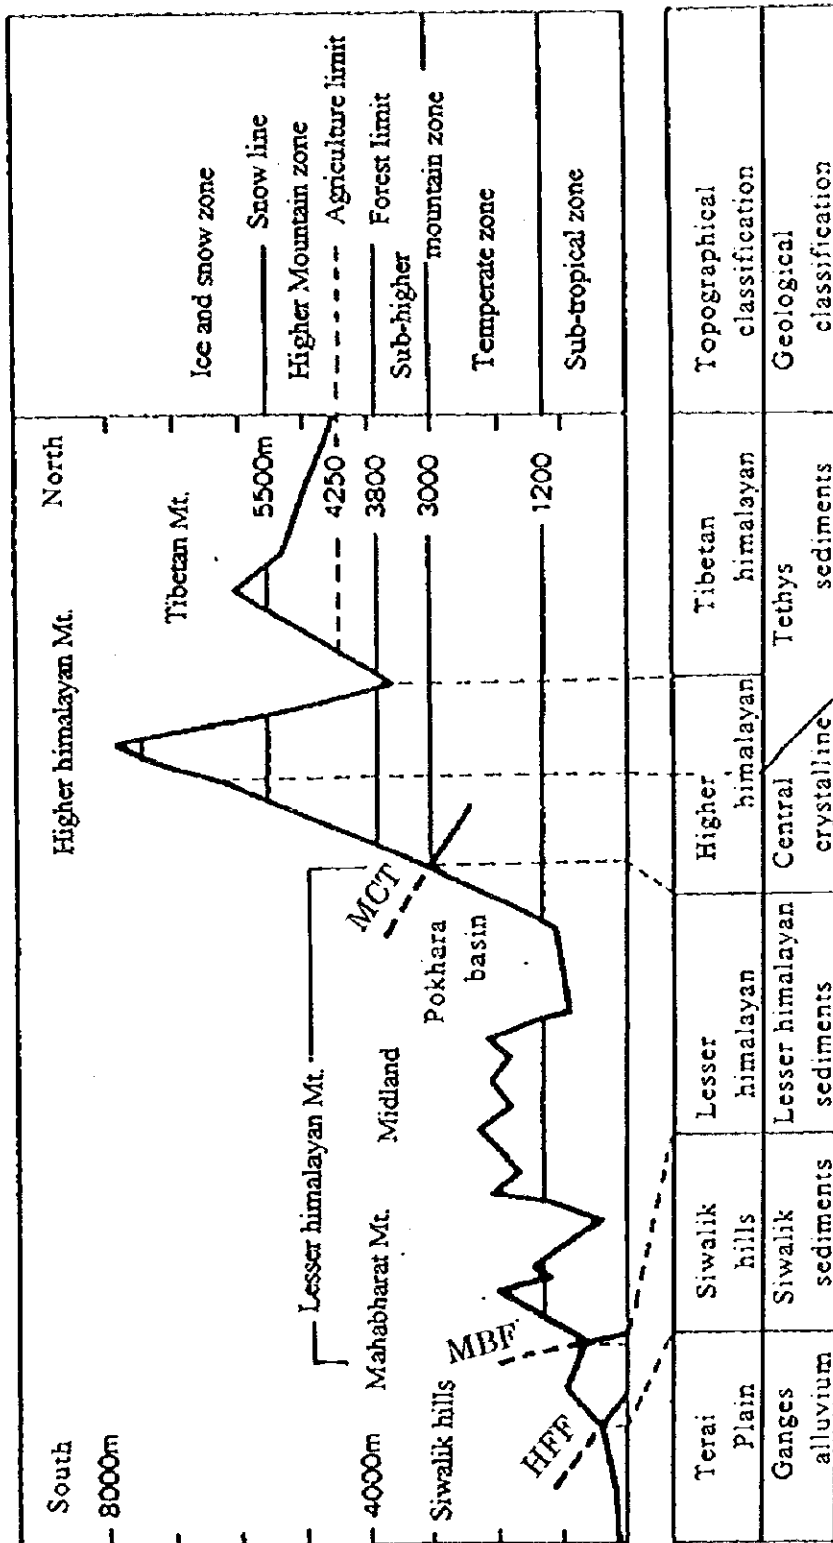 South
North
8000m
4000m
Higher himalayan Mt.
Tibetan Mt.
Lesser himalayan Mt.
Mahabharat Mt.
Midland
Siwalik hills
Pokhara
basin
HFF
MBF
MCT
5500m
4250
3800
3000
1200
Ice and snow zone
Snow line
Higher Mountain zone
Agriculture limit
Forest limit
Sub-higher
mountain zone
Temperate zone
Sub-tropical zone
Terai
Plain
Siwalik
hills
Lesser
himalayan
Higher
himalayan
Tibetan
himalayan
Topographical
classification
Ganges
alluvium
Siwalik
sediments
Lesser himalayan
sediments
Central
crystalline
Tethys
sediments
Geological
classification